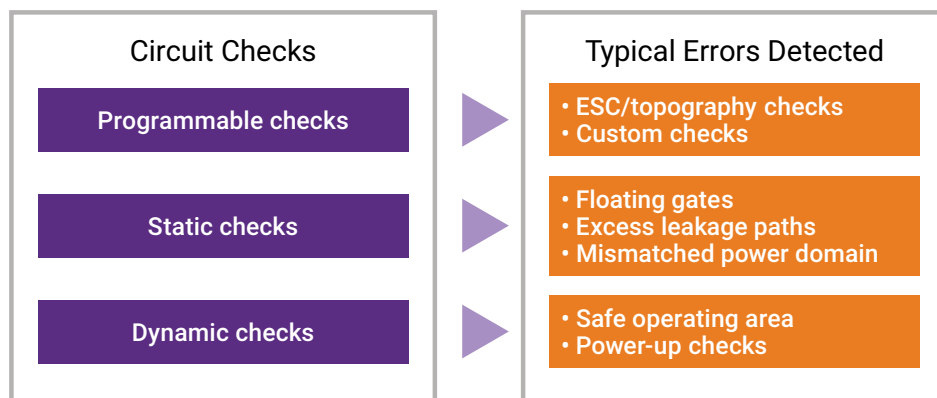 Circuit Checks
Typical Errors Detected
Programmable checks
• ESC/topography checks
• Custom checks
Static checks
• Floating gates
• Excess leakage paths
• Mismatched power domain
Dynamic checks
• Safe operating area
• Power-up checks